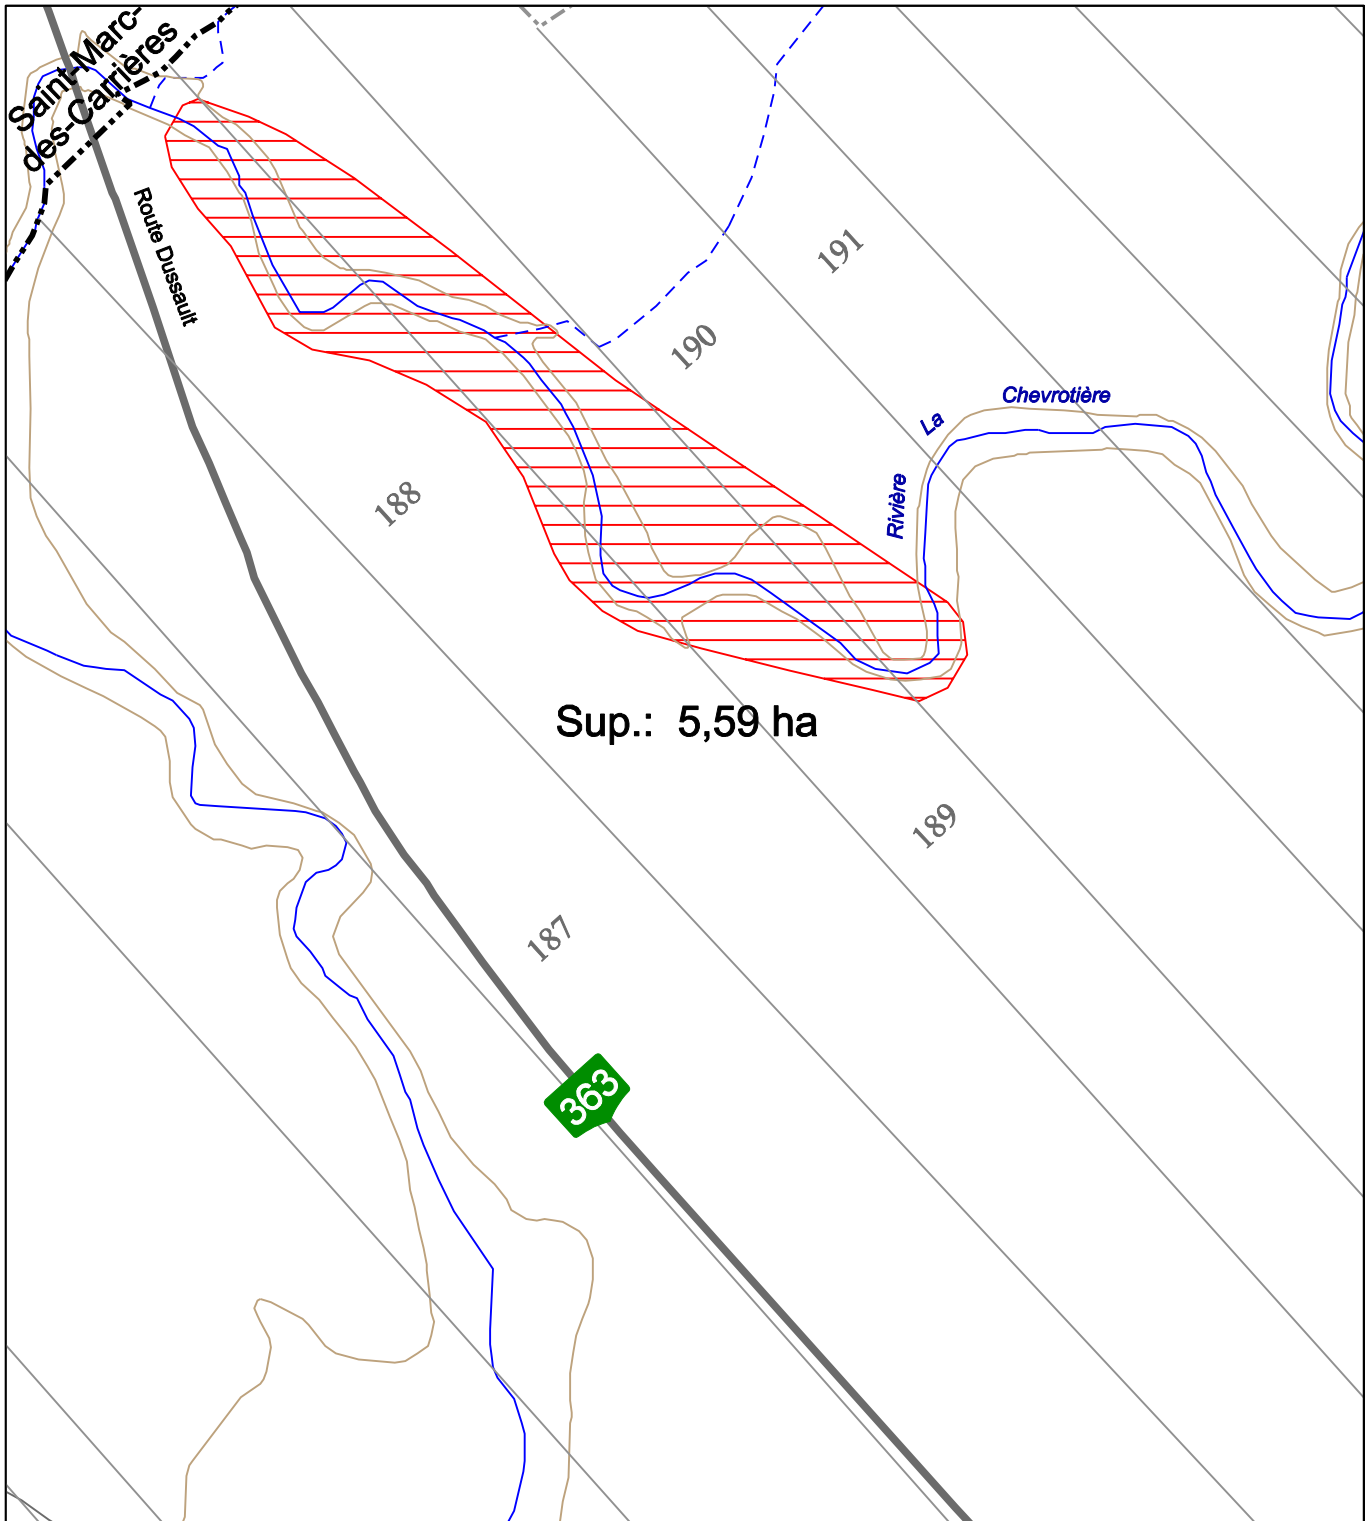 Saint-Marc-
des-Carrières
Route Dussault
191
190
Rivière La Chevrotière
188
Sup.: 5,59 ha
189
187
363